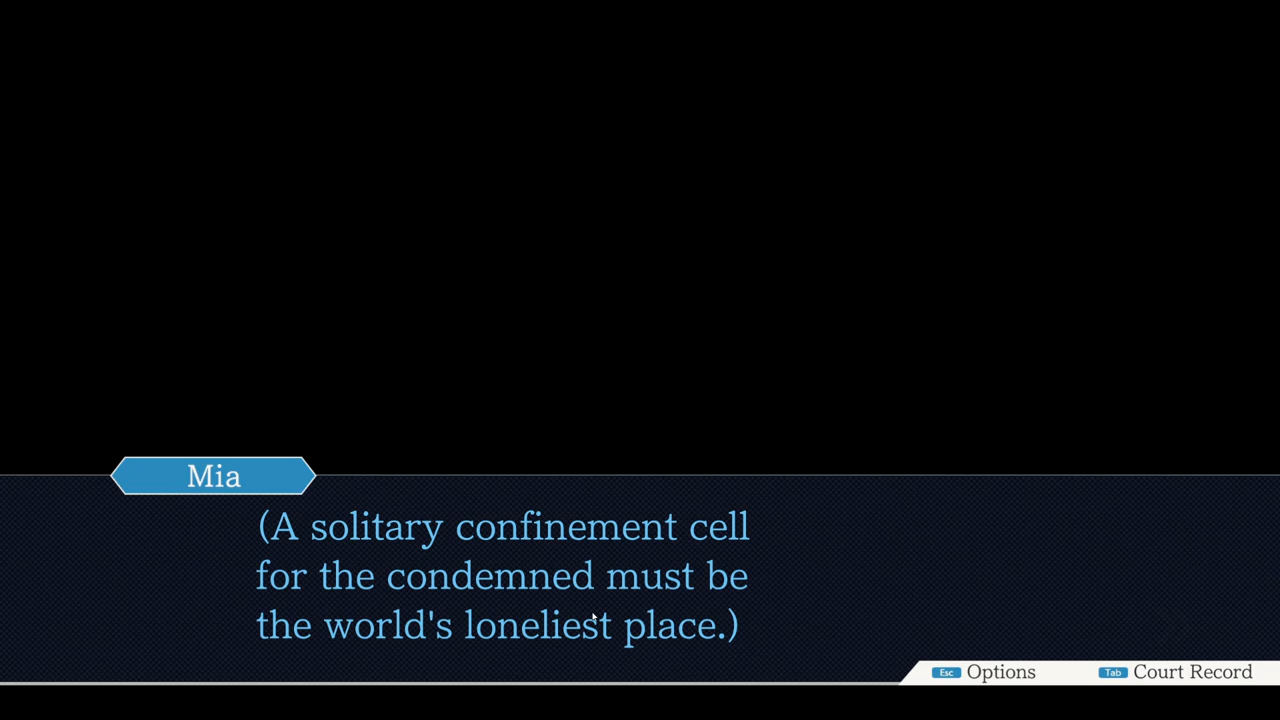 Mia
(A solitary confinement cell
for the condemned must be
the world's loneliest place.)
Esc Options Tab Court Record